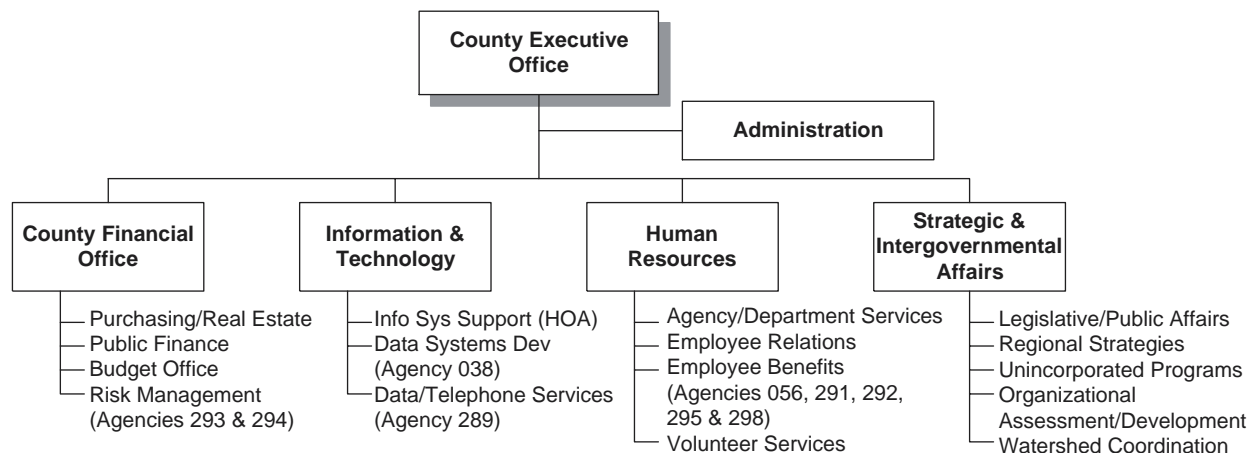 County Executive
Office
Administration
County Financial
Office
Purchasing/Real Estate
Public Finance
Budget Office
Risk Management
(Agencies 293 & 294)
Information &
Technology
Info Sys Support (HOA)
Data Systems Dev
(Agency 038)
Data/Telephone Services
(Agency 289)
Human
Resources
Agency/Department Services
Employee Relations
Employee Benefits
(Agencies 056, 291, 292,
295 & 298)
Volunteer Services
Strategic &
Intergovernmental
Affairs
Legislative/Public Affairs
Regional Strategies
Unincorporated Programs
Organizational
Assessment/Development
Watershed Coordination